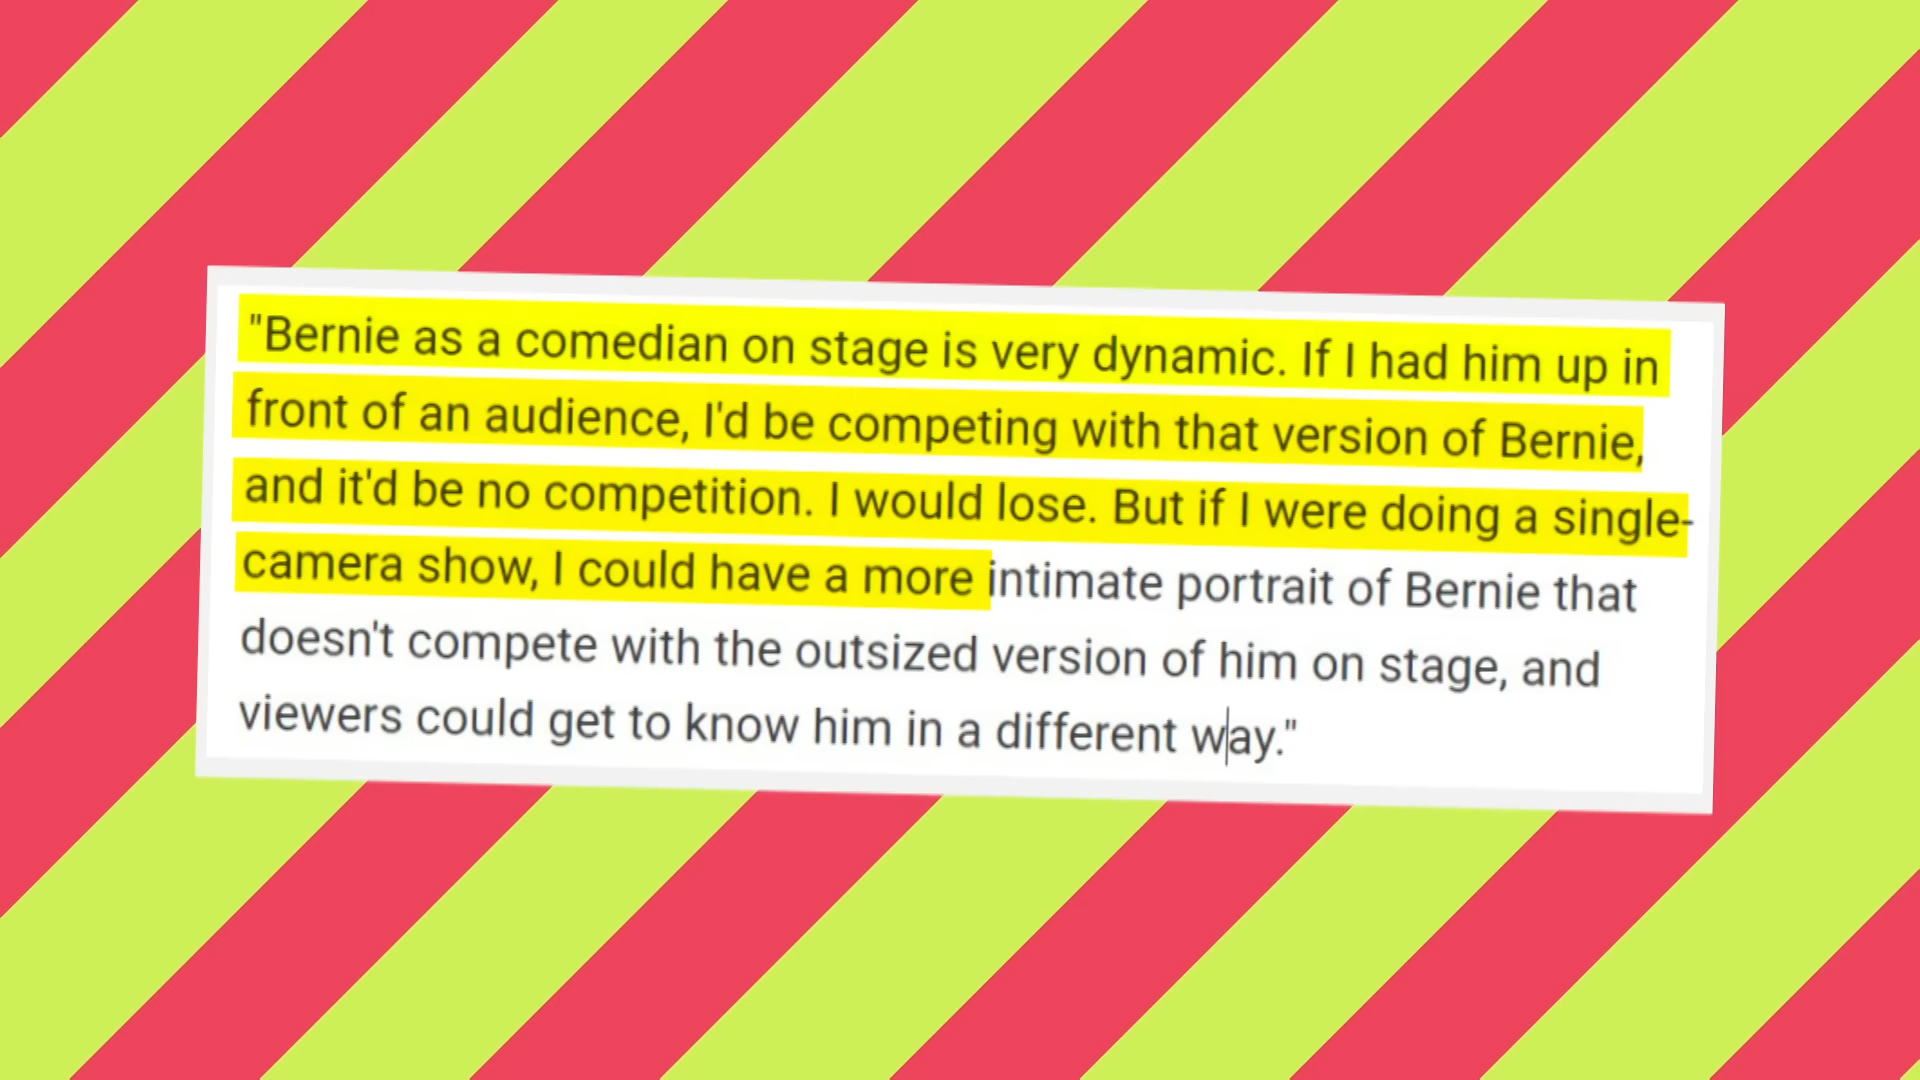 "Bernie as a comedian on stage is very dynamic. If I had him up in
front of an audience, I'd be competing with that version of Bernie,
and it'd be no competition. I would lose. But if I were doing a single-
camera show, I could have a more intimate portrait of Bernie that
doesn't compete with the outsized version of him on stage, and
viewers could get to know him in a different way."